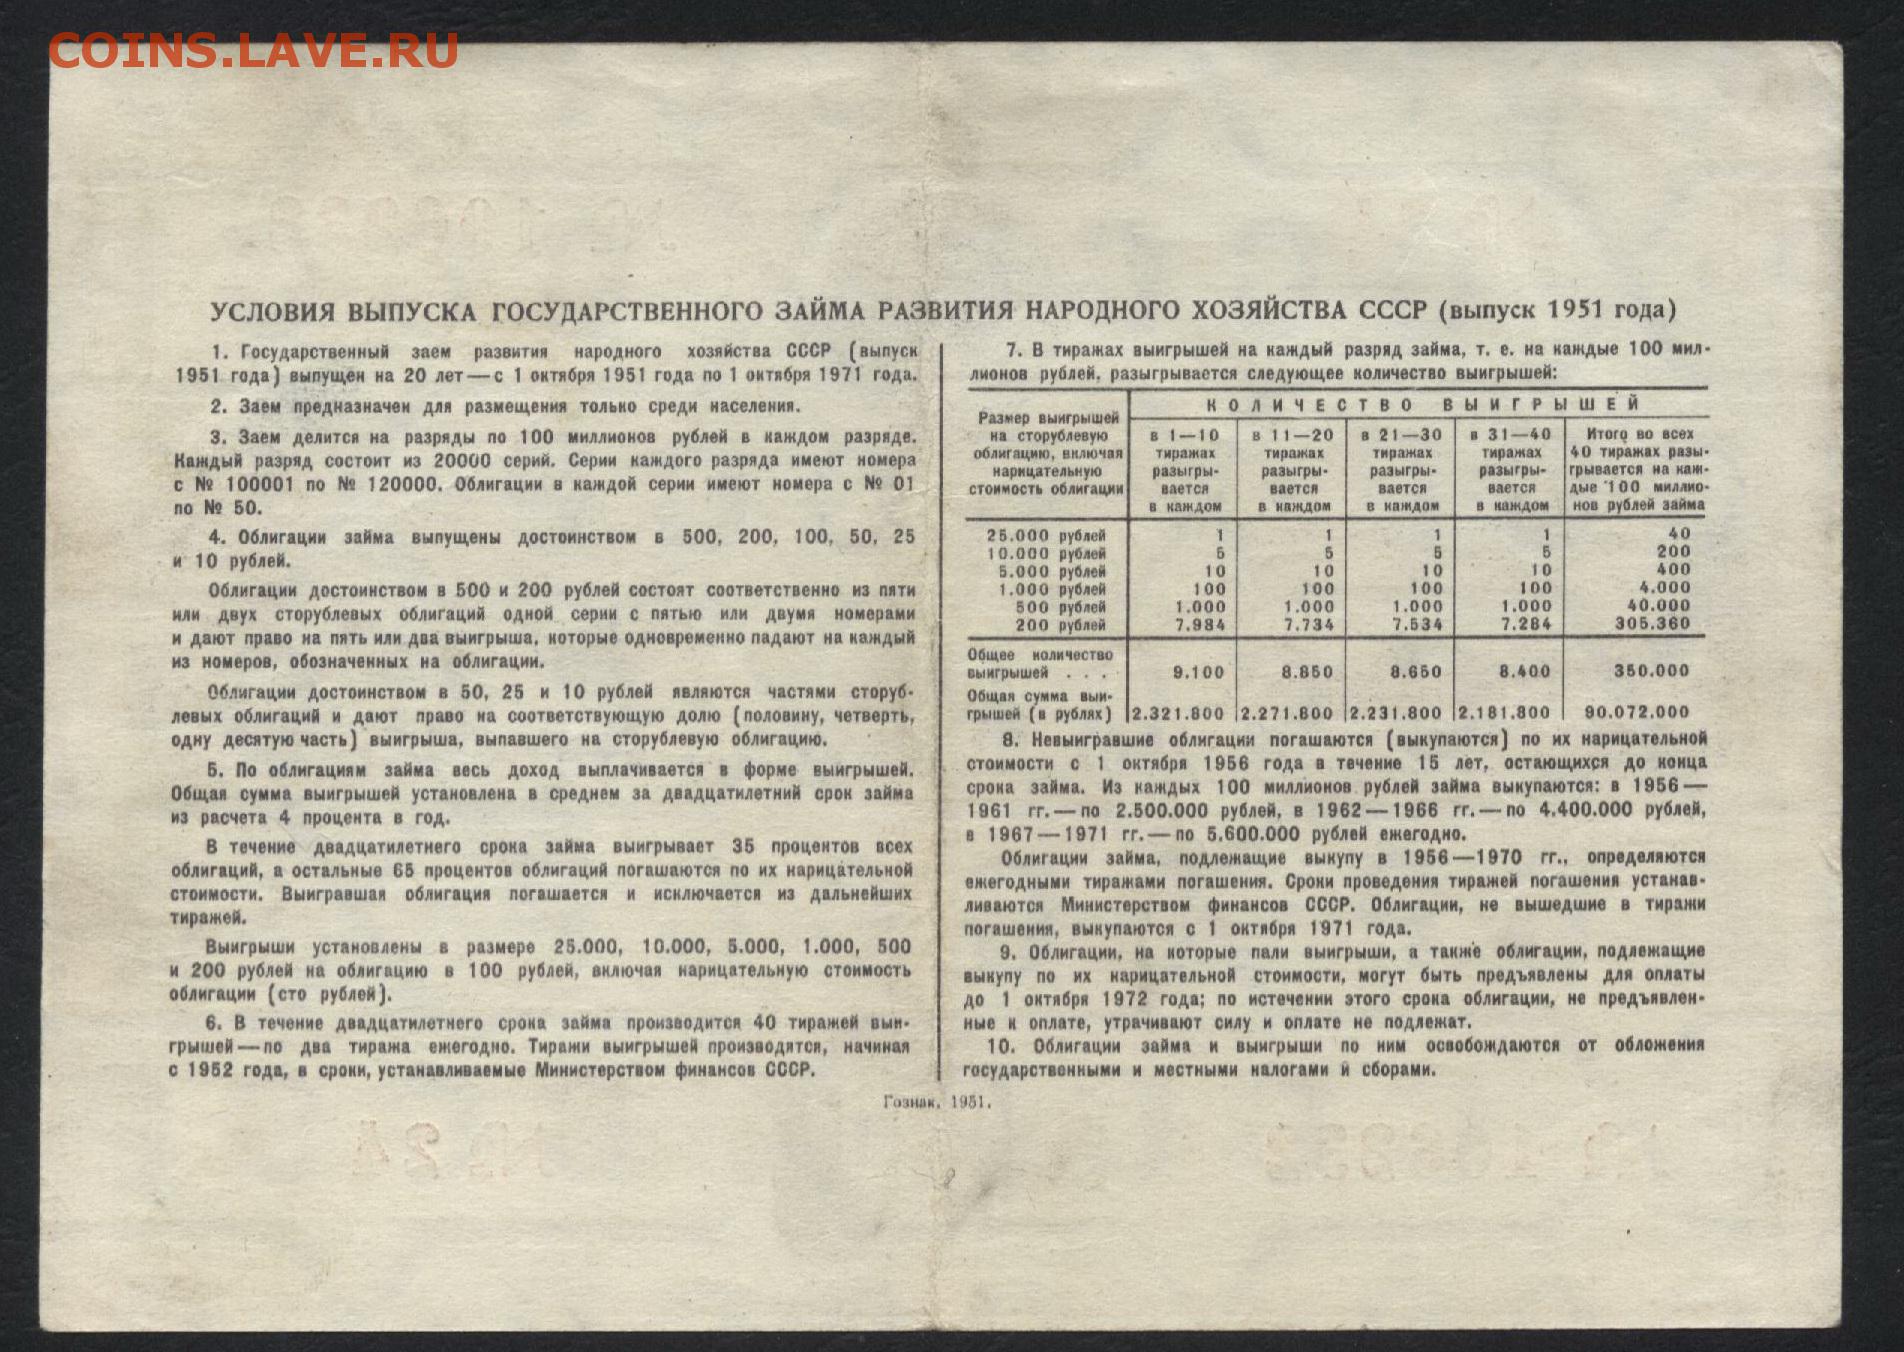 COINS.LAVE.RU
УСЛОВИЯ ВЫПУСКА ГОСУДАРСТВЕННОГО ЗАЙМА РАЗВИТИЯ НАРОДНОГО ХОЗЯЙСТВА СССР (выпуск 1951 года)
1. Государственный заем развития народного хозяйства СССР (выпуск
1951 года) выпущен на 20 лет — с 1 октября 1951 года по 1 октября 1971 года.
2. Заем предназначен для размещения только среди населения.
3. Заем делится на разряды по 100 миллионов рублей в каждом разряде.
Каждый разряд состоит из 20000 серий. Серии каждого разряда имеют номера
с № 100001 по № 120000. Облигации в каждой серии имеют номера с № 01
по № 50.
4. Облигации займа выпущены достоинством в 500, 200, 100, 50, 25
и 10 рублей.
Облигации достоинством в 500 и 200 рублей состоят соответственно из пяти
или двух сторублевых облигаций одной серии с пятью или двумя номерами
и дают право на пять или два выигрыша, которые одновременно падают на каждый
из номеров, обозначенных на облигации.
Облигации достоинством в 50, 25 и 10 рублей являются частями сторуб-
левых облигаций и дают право на соответствующую долю (половину, четверть,
одну десятую часть) выигрыша, выпавшего на сторублевую облигацию.
5. По облигациям займа весь доход выплачивается в форме выигрышей.
Общая сумма выигрышей установлена в среднем за двадцатилетний срок займа
из расчета 4 процента в год.
В течение двадцатилетнего срока займа выигрывает 35 процентов всех
облигаций, а остальные 65 процентов облигаций погашаются по их нарицательной
стоимости. Выигравшая облигация погашается и исключается из дальнейших
тиражей.
Выигрыши установлены в размере 25.000, 10.000, 5.000, 1.000, 500
и 200 рублей на облигацию в 100 рублей, включая нарицательную стоимость
облигации (сто рублей).
6. В течение двадцатилетнего срока займа производится 40 тиражей выи-
грышей — по два тиража ежегодно. Тиражи выигрышей производятся, начиная
с 1952 года, в сроки, устанавливаемые Министерством финансов СССР.
7. В тиражах выигрышей на каждый разряд займа, т. е. на каждые 100 мил-
лионов рублей, разыгрывается следующее количество выигрышей:
Размер выигрышей
на сторублевую
облигацию, включая
нарицательную
стоимость облигации
КОЛИЧЕСТВО ВЫИГРЫШЕЙ
в 1—10
тиражах
разыгры-
вается
в каждом
в 11—20
тиражах
разыгры-
вается
в каждом
в 21—30
тиражах
разыгры-
вается
в каждом
в 31—40
тиражах
разыгры-
вается
в каждом
Итого во всех
40 тиражах разы-
грывается на каж-
дые 100 миллио-
нов рублей займа
25.000 рублей 1 1 1 1 40
10.000 рублей 5 5 5 5 200
5.000 рублей 10 10 10 10 400
1.000 рублей 100 100 100 100 4.000
500 рублей 1.000 1.000 1.000 1.000 40.000
200 рублей 7.984 7.734 7.534 7.284 305.360
Общее количество
выигрышей . . . 9.100 8.850 8.650 8.400 350.000
Общая сумма выи-
грышей (в рублях) 2.321.800 2.271.800 2.231.800 2.181.800 90.072.000
8. Невыигравшие облигации погашаются (выкупаются) по их нарицательной
стоимости с 1 октября 1956 года в течение 15 лет, остающихся до конца
срока займа. Из каждых 100 миллионов рублей займа выкупаются: в 1956 —
1961 гг. — по 2.500.000 рублей, в 1962 — 1966 гг. — по 4.400.000 рублей,
в 1967 — 1971 гг. — по 5.600.000 рублей ежегодно.
Облигации займа, подлежащие выкупу в 1956 — 1970 гг., определяются
ежегодными тиражами погашения. Сроки проведения тиражей погашения устанав-
ливаются Министерством финансов СССР. Облигации, не вышедшие в тиражи
погашения, выкупаются с 1 октября 1971 года.
9. Облигации, на которые пали выигрыши, а также облигации, подлежащие
выкупу по их нарицательной стоимости, могут быть предъявлены для оплаты
до 1 октября 1972 года; по истечении этого срока облигации, не предъявлен-
ные к оплате, утрачивают силу и оплате не подлежат.
10. Облигации займа и выигрыши по ним освобождаются от обложения
государственными и местными налогами и сборами.
Гознак, 1951.